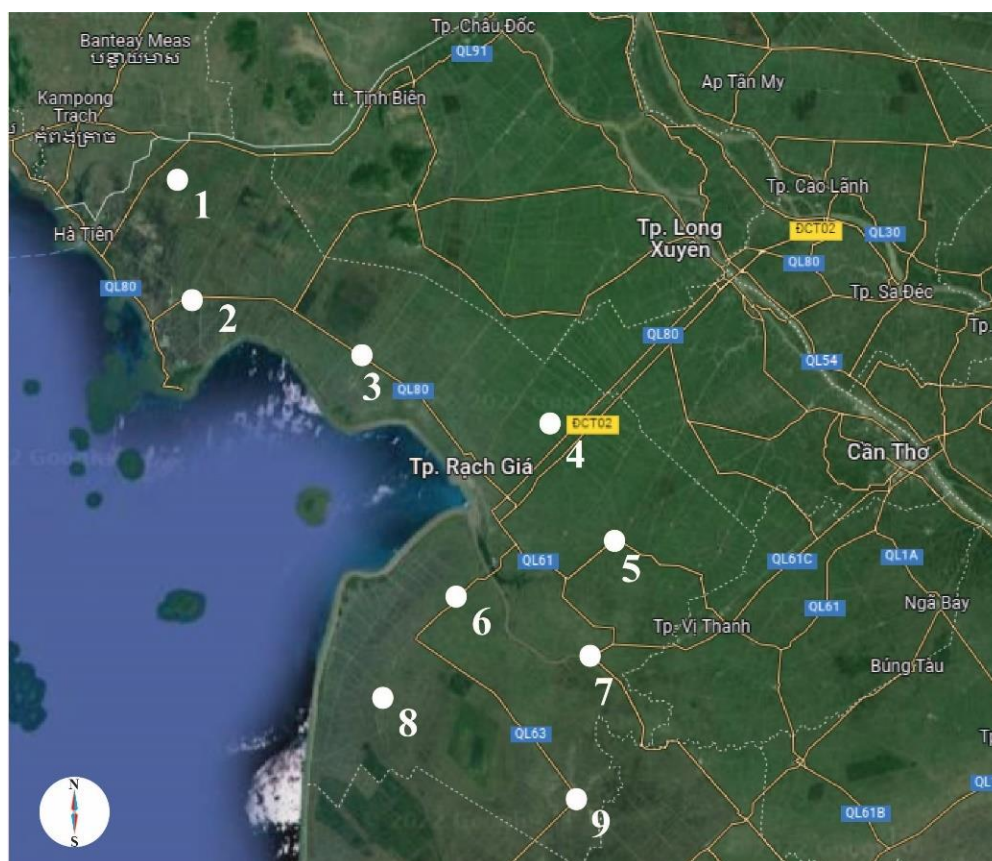 Tp. Châu Đốc
Banteay Meas
បន្ទាយមាស
QL91
Ap Tân My
Kampong
Trach
កំពង់ត្រាច
tt. Tịnh Biên
Tp. Cao Lãnh
1
Tp. Long
Xuyên
ĐCT02
QL30
Hà Tiên
QL80
QL80
Tp. Sa Đéc
2
Tp.
QL80
QL54
3
QL80
ĐCT02
4
Cần Thơ
Tp. Rạch Giá
5
QL61
QL61C
QL1A
6
QL61
Ngã Bảy
Tp. Vị Thanh
7
Búng Tàu
8
QL63
N
S
9
QL61B